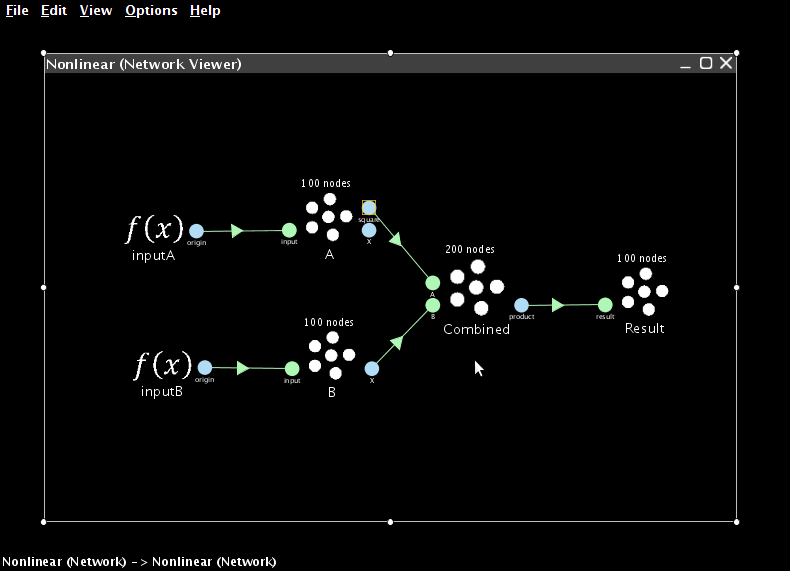 File Edit View Options Help
Nonlinear (Network Viewer)
100 nodes
square
f(x)
origin
input
X
inputA
A
200 nodes
100 nodes
A
B
product
result
Combined
Result
100 nodes
f(x)
origin
input
X
inputB
B
Nonlinear (Network) -> Nonlinear (Network)